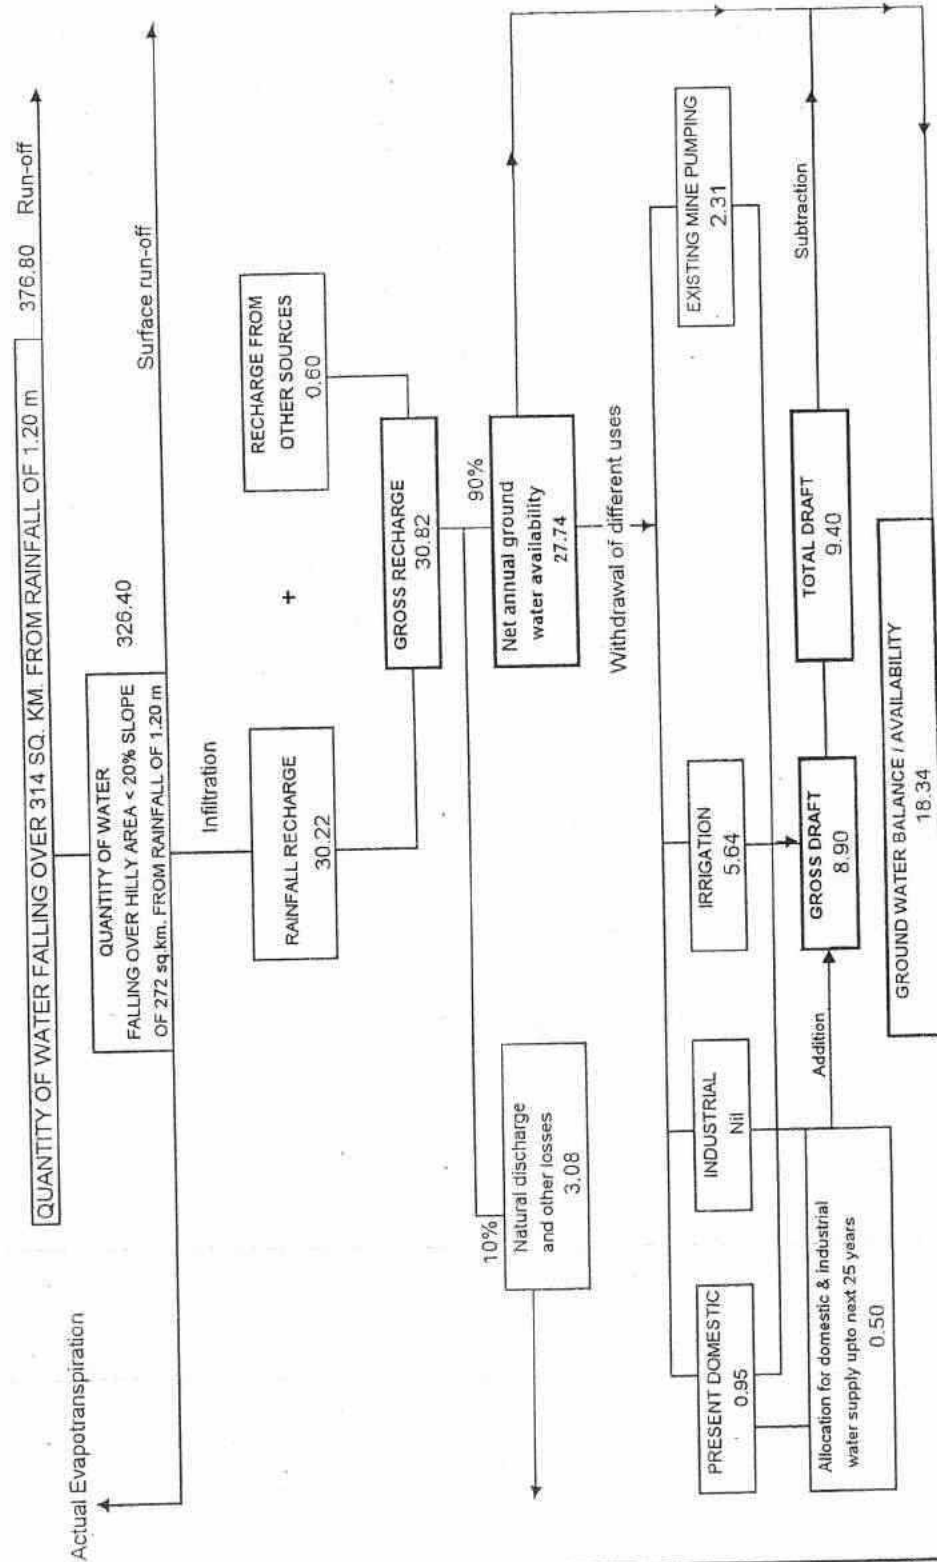 QUANTITY OF WATER FALLING OVER 314 SQ. KM. FROM RAINFALL OF 1.20 m
376.80 Run-off
QUANTITY OF WATER
FALLING OVER HILLY AREA < 20% SLOPE
OF 272 sq.km. FROM RAINFALL OF 1.20 m
326.40
Actual Evapotranspiration
Surface run-off
Infiltration
RAINFALL RECHARGE
30.22
+
RECHARGE FROM
OTHER SOURCES
0.60
GROSS RECHARGE
30.82
10%
90%
Natural discharge
and other losses
3.08
Net annual ground
water availability
27.74
Withdrawal of different uses
PRESENT DOMESTIC
0.95
INDUSTRIAL
Nil
IRRIGATION
5.64
EXISTING MINE PUMPING
2.31
Allocation for domestic & industrial
water supply upto next 25 years
0.50
Addition
GROSS DRAFT
8.90
TOTAL DRAFT
9.40
Subtraction
GROUND WATER BALANCE / AVAILABILITY
18.34